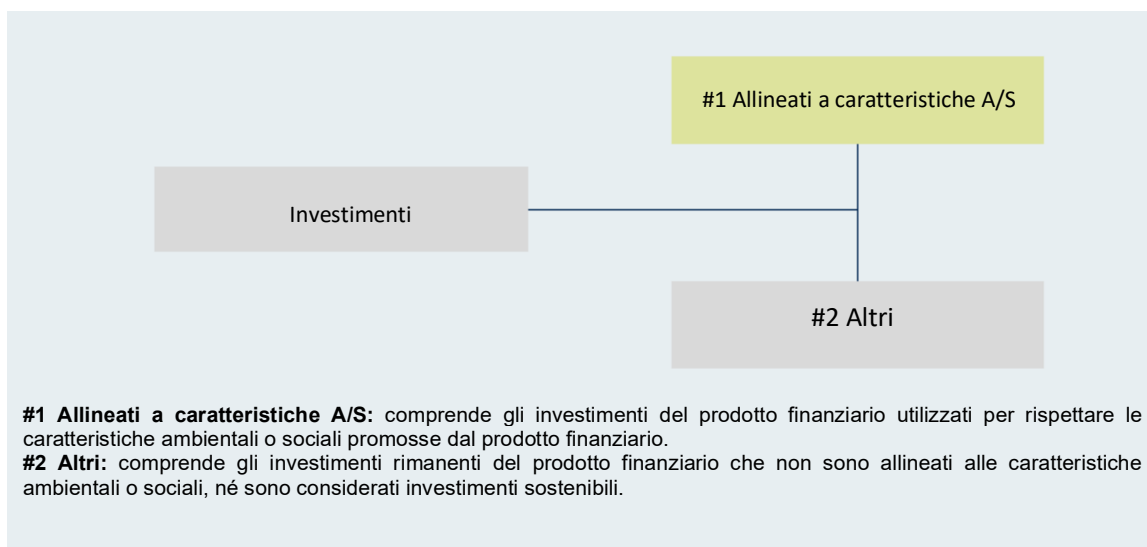 #1 Allineati a caratteristiche A/S
Investimenti
#2 Altri
#1 Allineati a caratteristiche A/S: comprende gli investimenti del prodotto finanziario utilizzati per rispettare le
caratteristiche ambientali o sociali promosse dal prodotto finanziario.
#2 Altri: comprende gli investimenti rimanenti del prodotto finanziario che non sono allineati alle caratteristiche
ambientali o sociali, né sono considerati investimenti sostenibili.